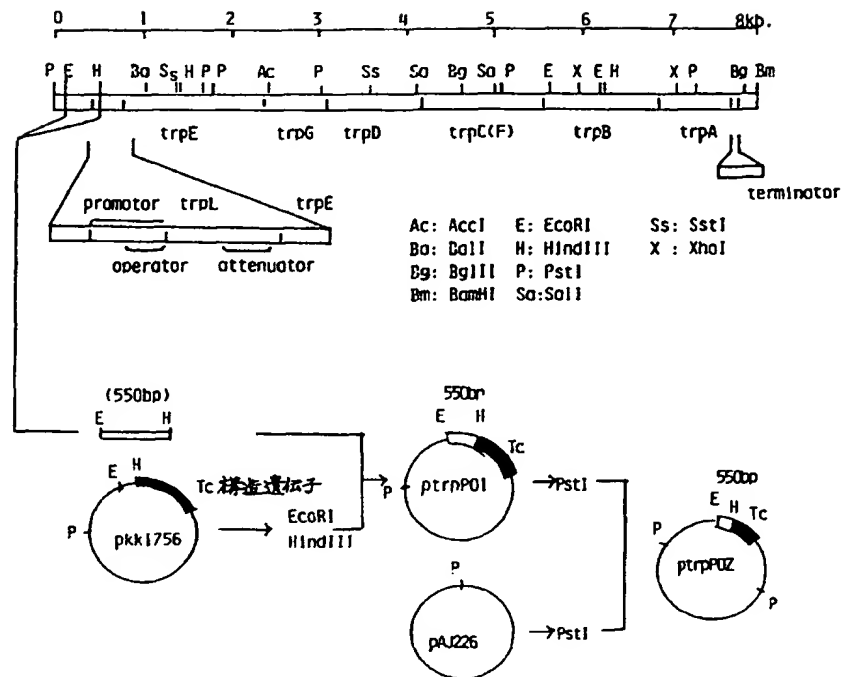 0 1 2 3 4 5 6 7 8kp.
P E H Ba Ss H P P Ac P Ss Sa Bg Sa P E X E H X P Bg Bm
trpE trpG trpD trpC(F) trpB trpA
terminator
promotor trpL trpE
operator attenuator
Ac: AccI E: EcoRI Ss: SstI
Ba: BalI H: HindIII X : XhoI
Bg: BglII P: PstI
Bm: BamHI Sa:SalI
(550bp)
E H
E H
Tc 構造遺伝子
P
pkk1756
EcoRI
HindIII
550bp
E H
Tc
P
ptrpP01
PstI
P
pAJ226
PstI
550bp
E H Tc
P
ptrpP02
P